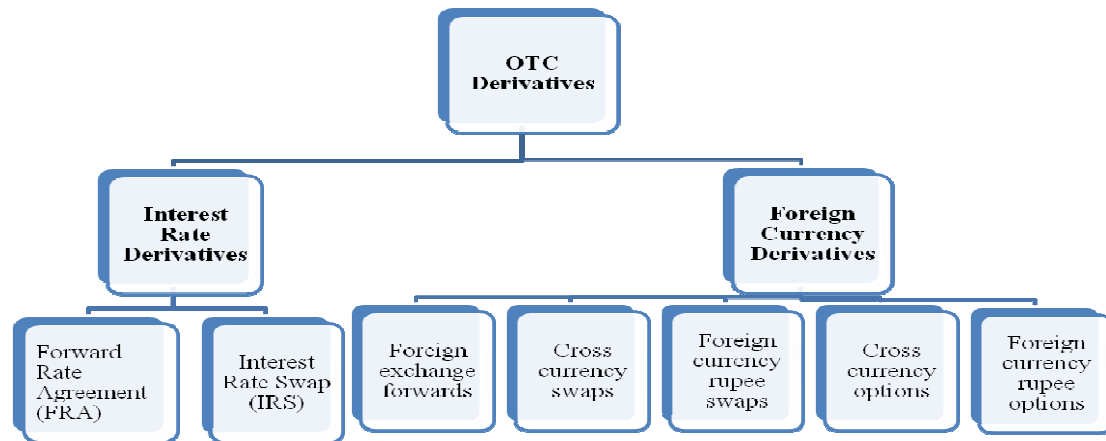 OTC
Derivatives
Interest
Rate
Derivatives
Foreign
Currency
Derivatives
Forward
Rate
Agreement
(FRA)
Interest
Rate Swap
(IRS)
Foreign
exchange
forwards
Cross
currency
swaps
Foreign
currency
rupee
swaps
Cross
currency
options
Foreign
currency
rupee
options